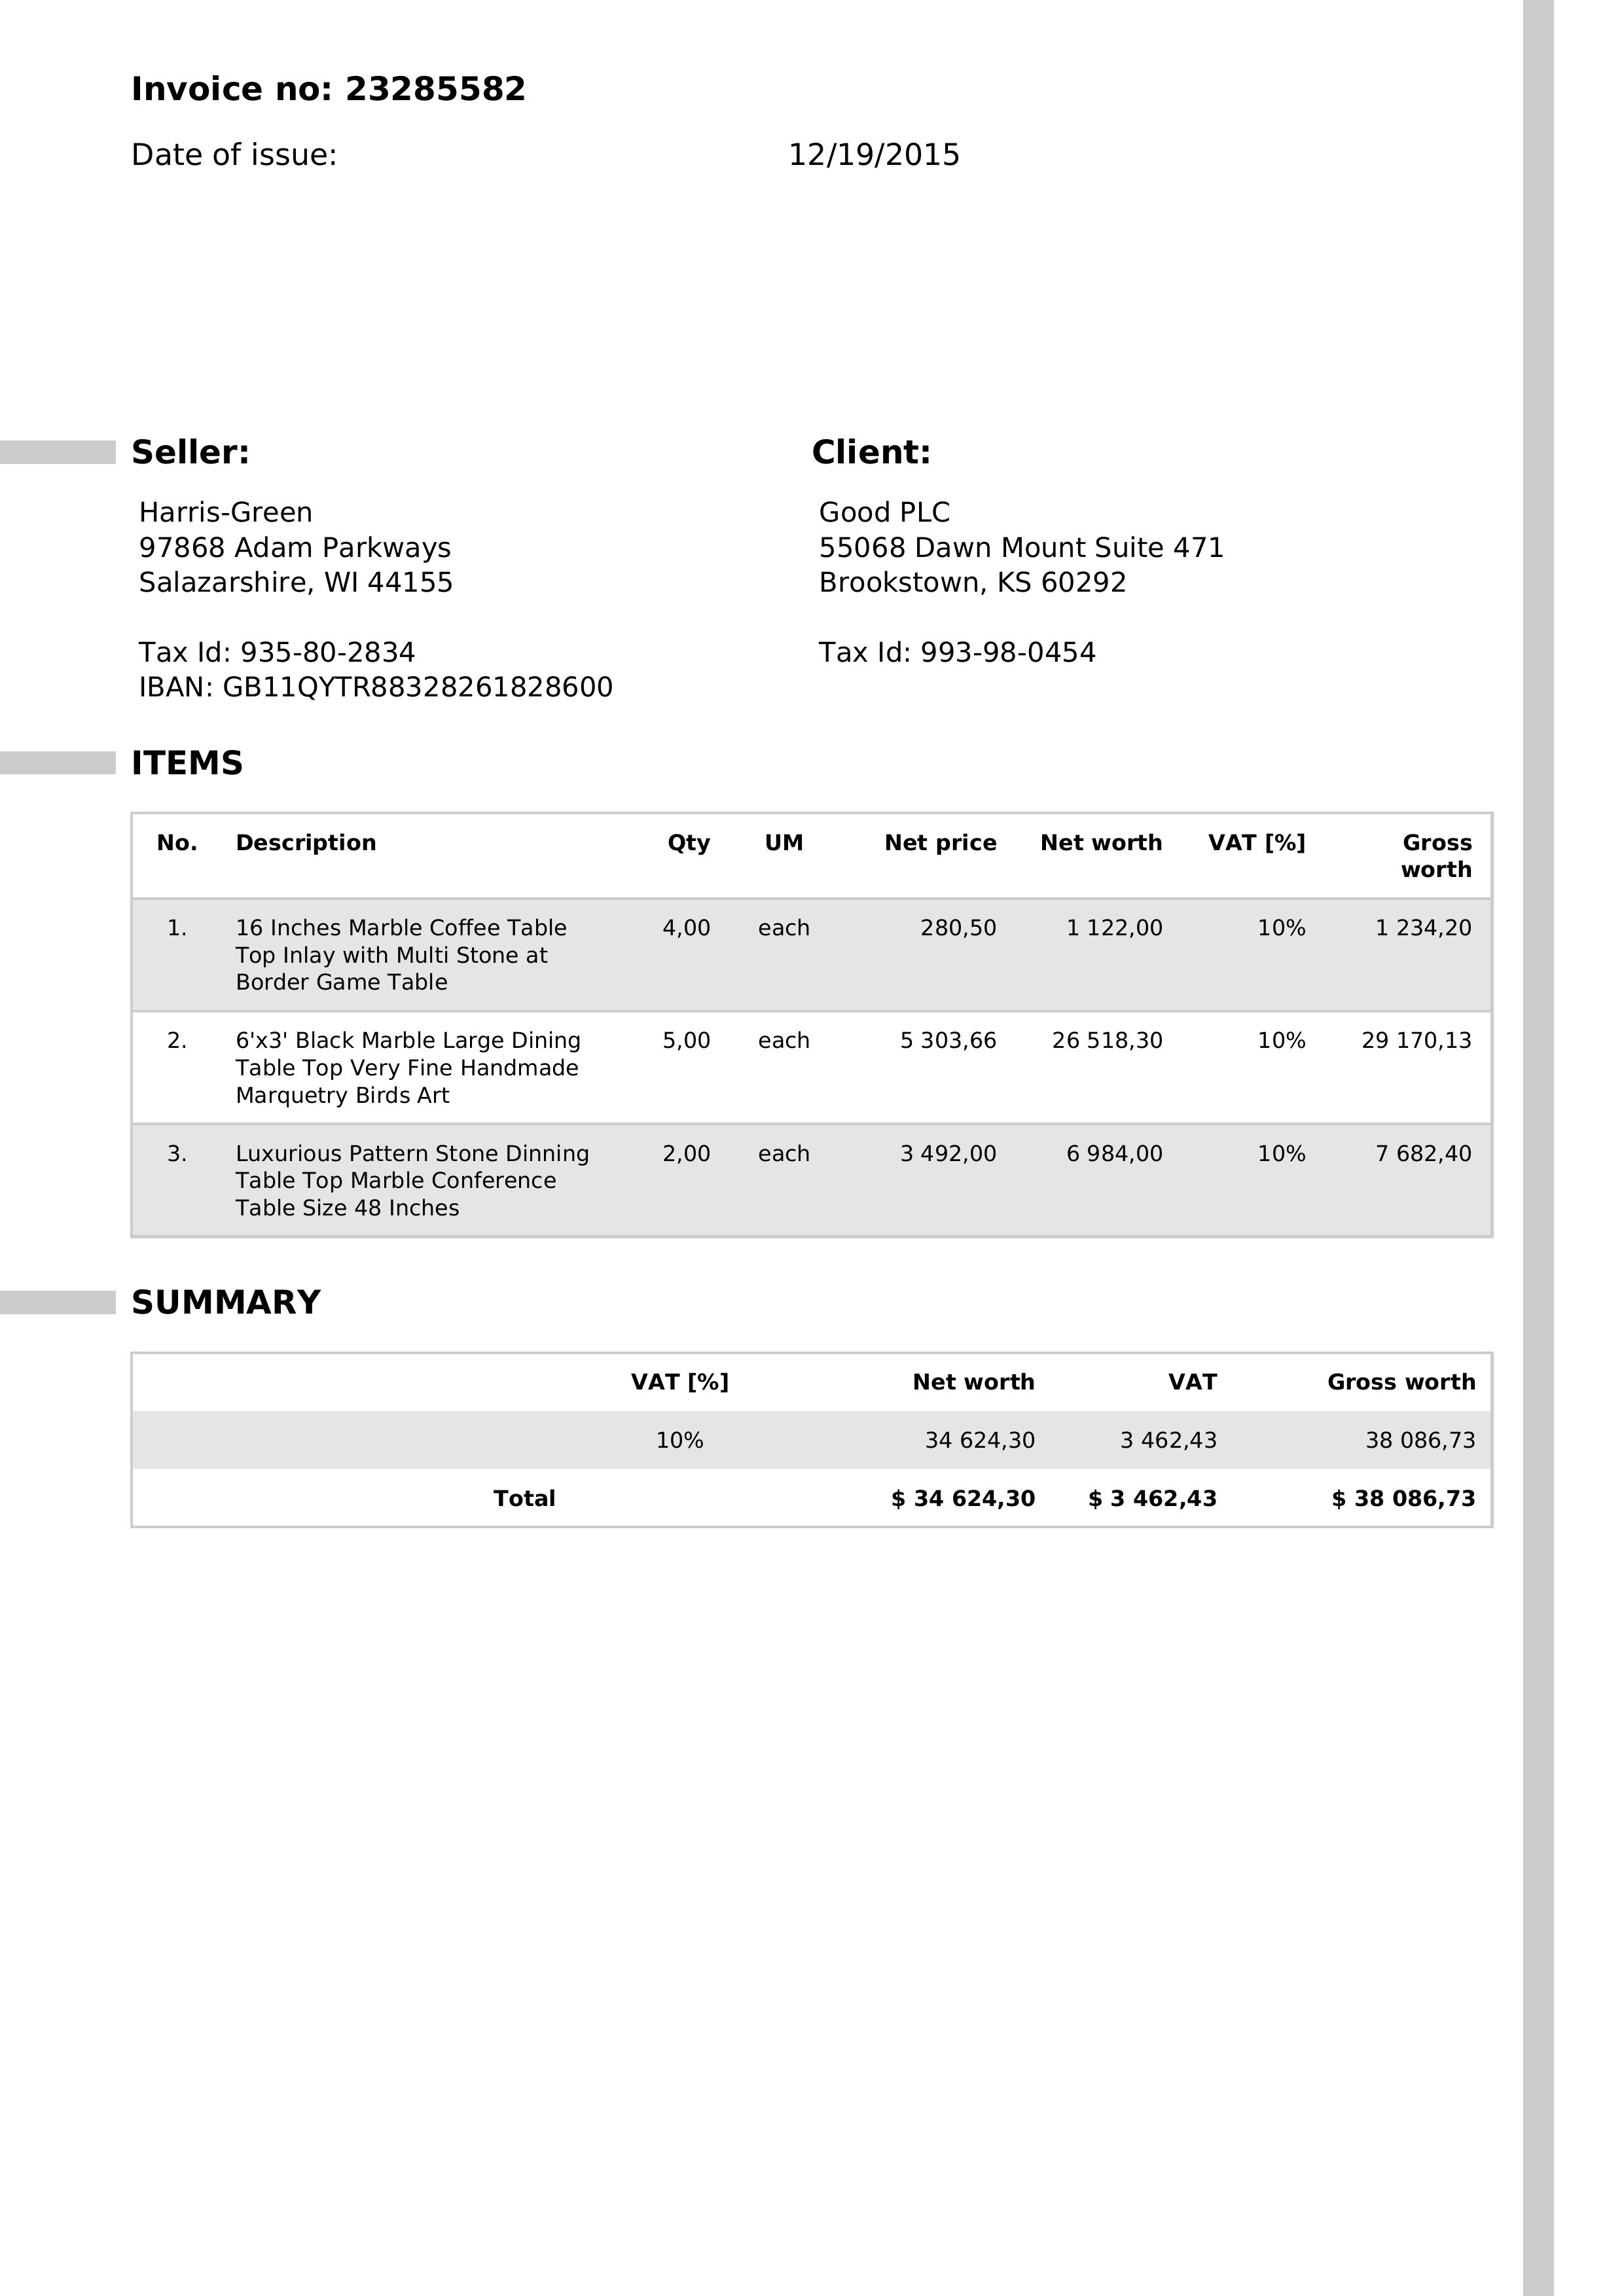 Invoice no: 23285582
Date of issue: 12/19/2015
Seller:
Harris-Green
97868 Adam Parkways
Salazarshire, WI 44155
Tax Id: 935-80-2834
IBAN: GB11QYTR88328261828600
Client:
Good PLC
55068 Dawn Mount Suite 471
Brookstown, KS 60292
Tax Id: 993-98-0454
ITEMS
No. Description Qty UM Net price Net worth VAT [%] Gross
worth
1. 16 Inches Marble Coffee Table 4,00 each 280,50 1 122,00 10% 1 234,20
Top Inlay with Multi Stone at
Border Game Table
2. 6'x3' Black Marble Large Dining 5,00 each 5 303,66 26 518,30 10% 29 170,13
Table Top Very Fine Handmade
Marquetry Birds Art
3. Luxurious Pattern Stone Dinning 2,00 each 3 492,00 6 984,00 10% 7 682,40
Table Top Marble Conference
Table Size 48 Inches
SUMMARY
VAT [%] Net worth VAT Gross worth
10% 34 624,30 3 462,43 38 086,73
Total $ 34 624,30 $ 3 462,43 $ 38 086,73